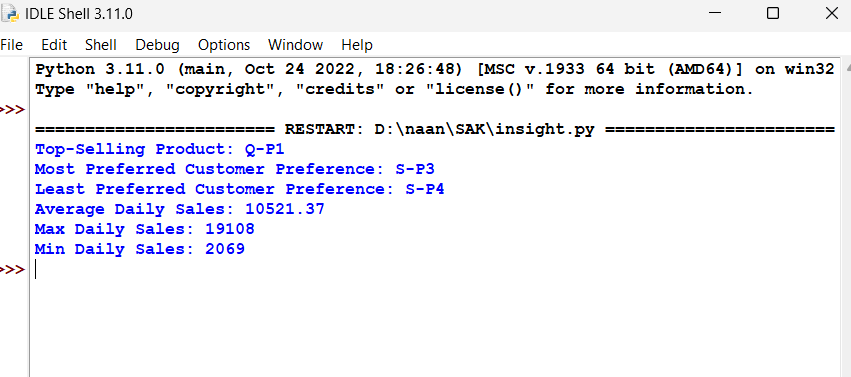 IDLE Shell 3.11.0
File Edit Shell Debug Options Window Help
Python 3.11.0 (main, Oct 24 2022, 18:26:48) [MSC v.1933 64 bit (AMD64)] on win32
Type "help", "copyright", "credits" or "license()" for more information.
>>>
======================== RESTART: D:\naan\SAK\insight.py =======================
Top-Selling Product: Q-P1
Most Preferred Customer Preference: S-P3
Least Preferred Customer Preference: S-P4
Average Daily Sales: 10521.37
Max Daily Sales: 19108
Min Daily Sales: 2069
>>>